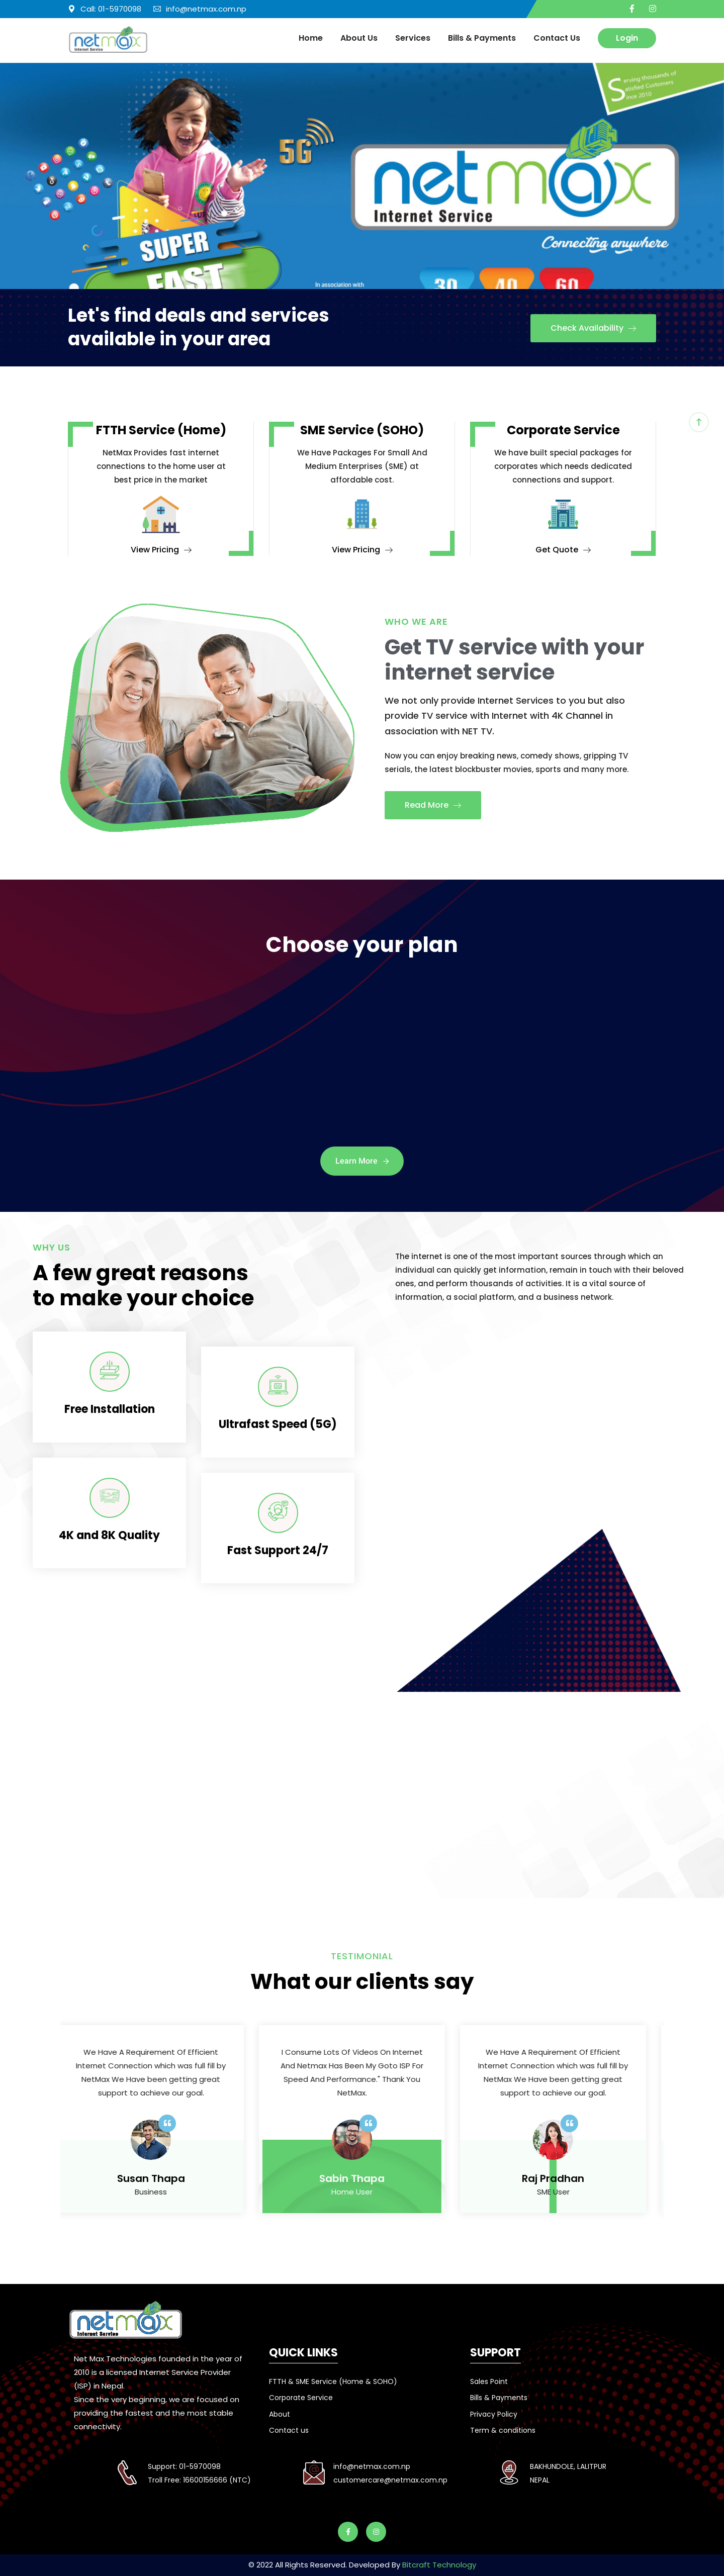 Call: 01-5970098
info@netmax.com.np
netmax
Internet Service
Home
About Us
Services
Bills & Payments
Contact Us
Login
Serving thousands of
Satisfied Customers
Since 2010
5G
netmax
Internet Service
Connecting anywhere
SUPER
FAST
In association with
30
40
60
Let's find deals and services
available in your area
Check Availability
FTTH Service (Home)
NetMax Provides fast internet
connections to the home user at
best price in the market
View Pricing
SME Service (SOHO)
We Have Packages For Small And
Medium Enterprises (SME) at
affordable cost.
View Pricing
Corporate Service
We have built special packages for
corporates which needs dedicated
connections and support.
Get Quote
WHO WE ARE
Get TV service with your
internet service
We not only provide Internet Services to you but also
provide TV service with Internet with 4K Channel in
association with NET TV.
Now you can enjoy breaking news, comedy shows, gripping TV
serials, the latest blockbuster movies, sports and many more.
Read More
Choose your plan
Learn More
WHY US
A few great reasons
to make your choice
The internet is one of the most important sources through which an
individual can quickly get information, remain in touch with their beloved
ones, and perform thousands of activities. It is a vital source of
information, a social platform, and a business network.
Free Installation
Ultrafast Speed (5G)
4K and 8K Quality
Fast Support 24/7
TESTIMONIAL
What our clients say
We Have A Requirement Of Efficient
Internet Connection which was full fill by
NetMax We Have been getting great
support to achieve our goal.
Susan Thapa
Business
I Consume Lots Of Videos On Internet
And Netmax Has Been My Goto ISP For
Speed And Performance." Thank You
NetMax.
Sabin Thapa
Home User
We Have A Requirement Of Efficient
Internet Connection which was full fill by
NetMax We Have been getting great
support to achieve our goal.
Raj Pradhan
SME User
netmax
Internet Service
Net Max Technologies founded in the year of
2010 is a licensed Internet Service Provider
(ISP) in Nepal.
Since the very beginning, we are focused on
providing the fastest and the most stable
connectivity.
QUICK LINKS
FTTH & SME Service (Home & SOHO)
Corporate Service
About
Contact us
SUPPORT
Sales Point
Bills & Payments
Privacy Policy
Term & conditions
Support: 01-5970098
Troll Free: 16600156666 (NTC)
info@netmax.com.np
customercare@netmax.com.np
BAKHUNDOLE, LALITPUR
NEPAL
© 2022 All Rights Reserved. Developed By Bitcraft Technology